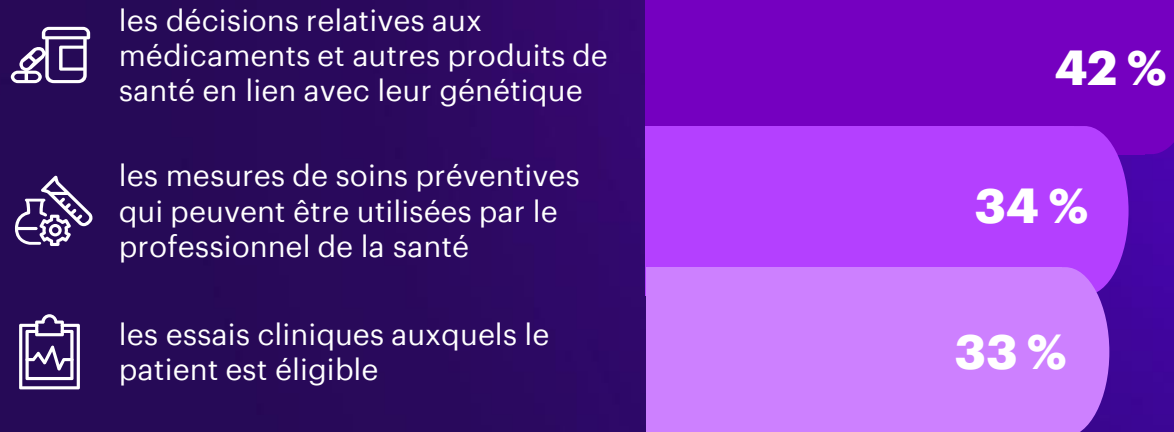 les décisions relatives aux
médicaments et autres produits de
santé en lien avec leur génétique
42 %
les mesures de soins préventives
qui peuvent être utilisées par le
professionnel de la santé
34 %
les essais cliniques auxquels le
patient est éligible
33 %